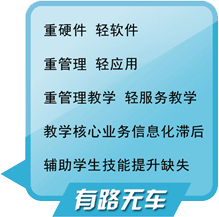 重硬件 轻软件
重管理 轻应用
重管理教学 轻服务教学
教学核心业务信息化滞后
辅助学生技能提升缺失
有路无车